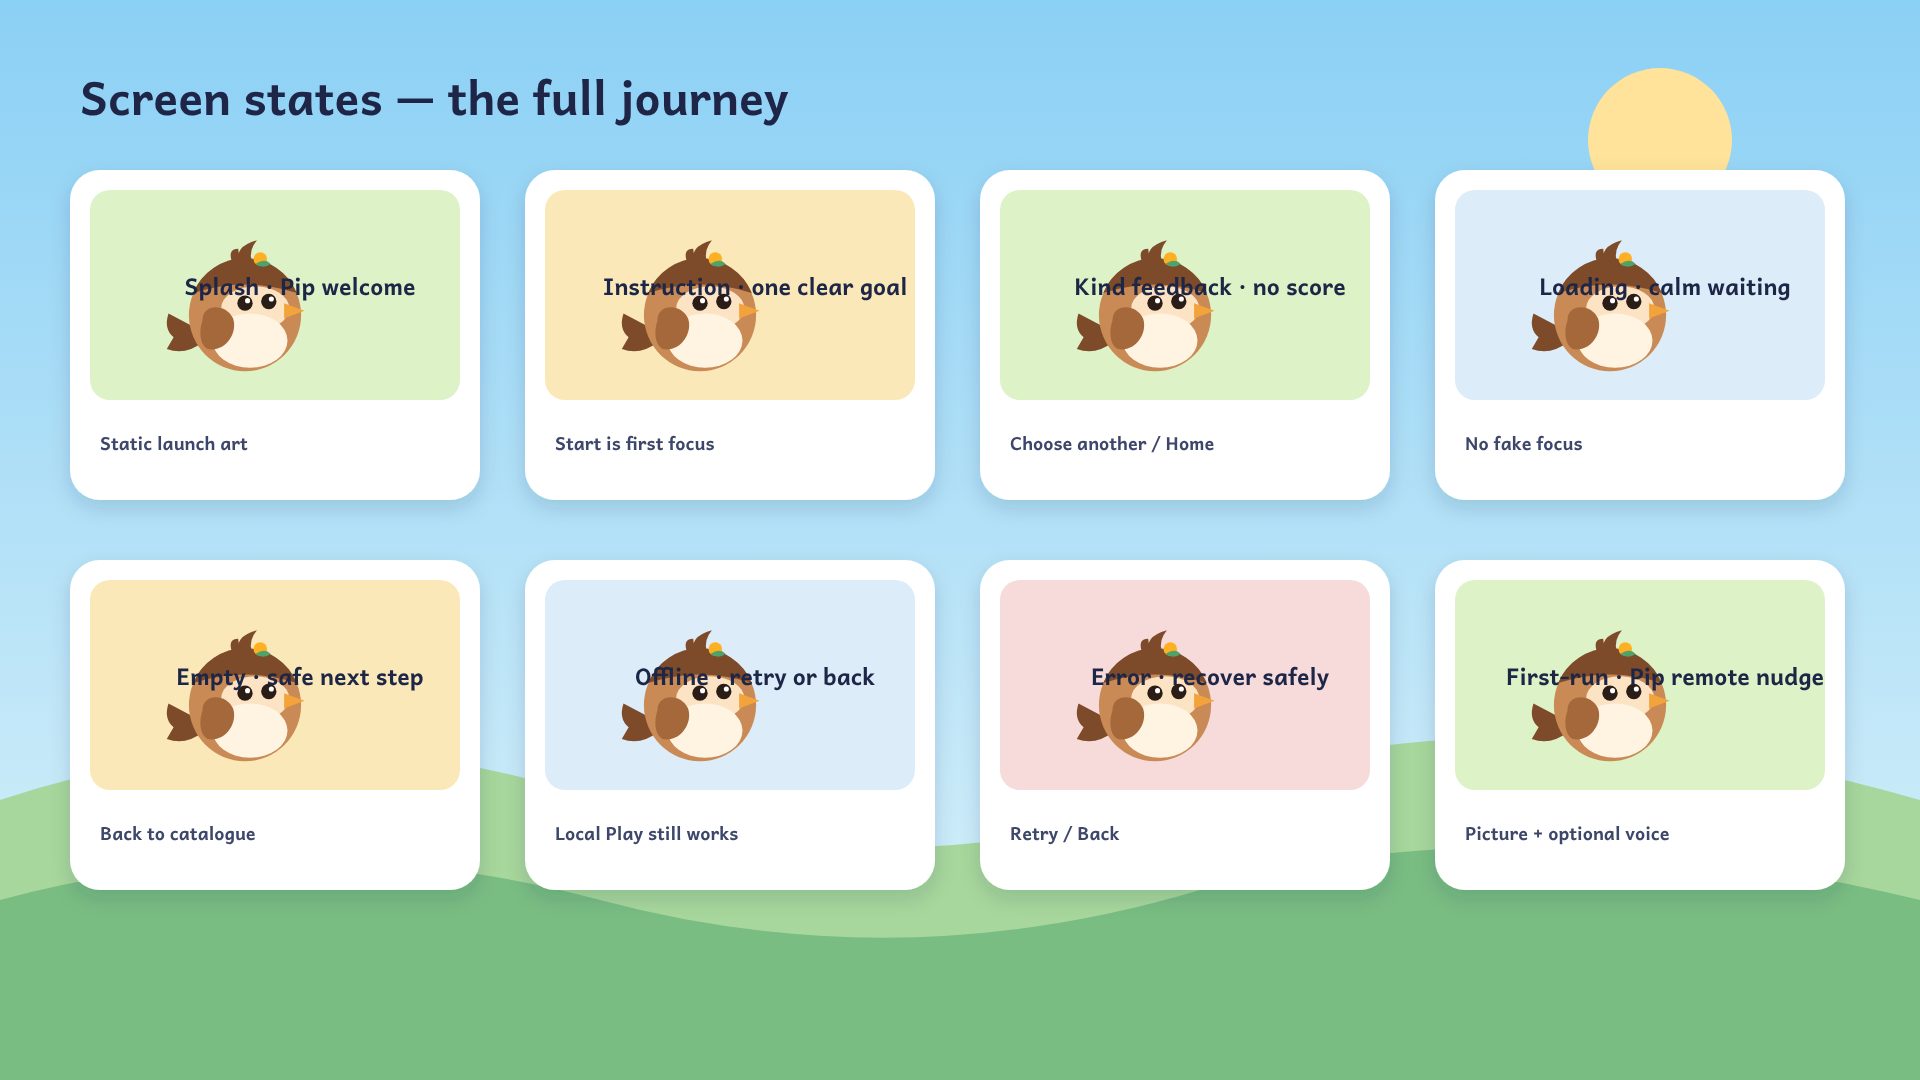 Screen states — the full journey
Splash · Pip welcome
Static launch art
Instruction · one clear goal
Start is first focus
Kind feedback · no score
Choose another / Home
Loading · calm waiting
No fake focus
Empty · safe next step
Back to catalogue
Offline · retry or back
Local Play still works
Error · recover safely
Retry / Back
First-run · Pip remote nudge
Picture + optional voice